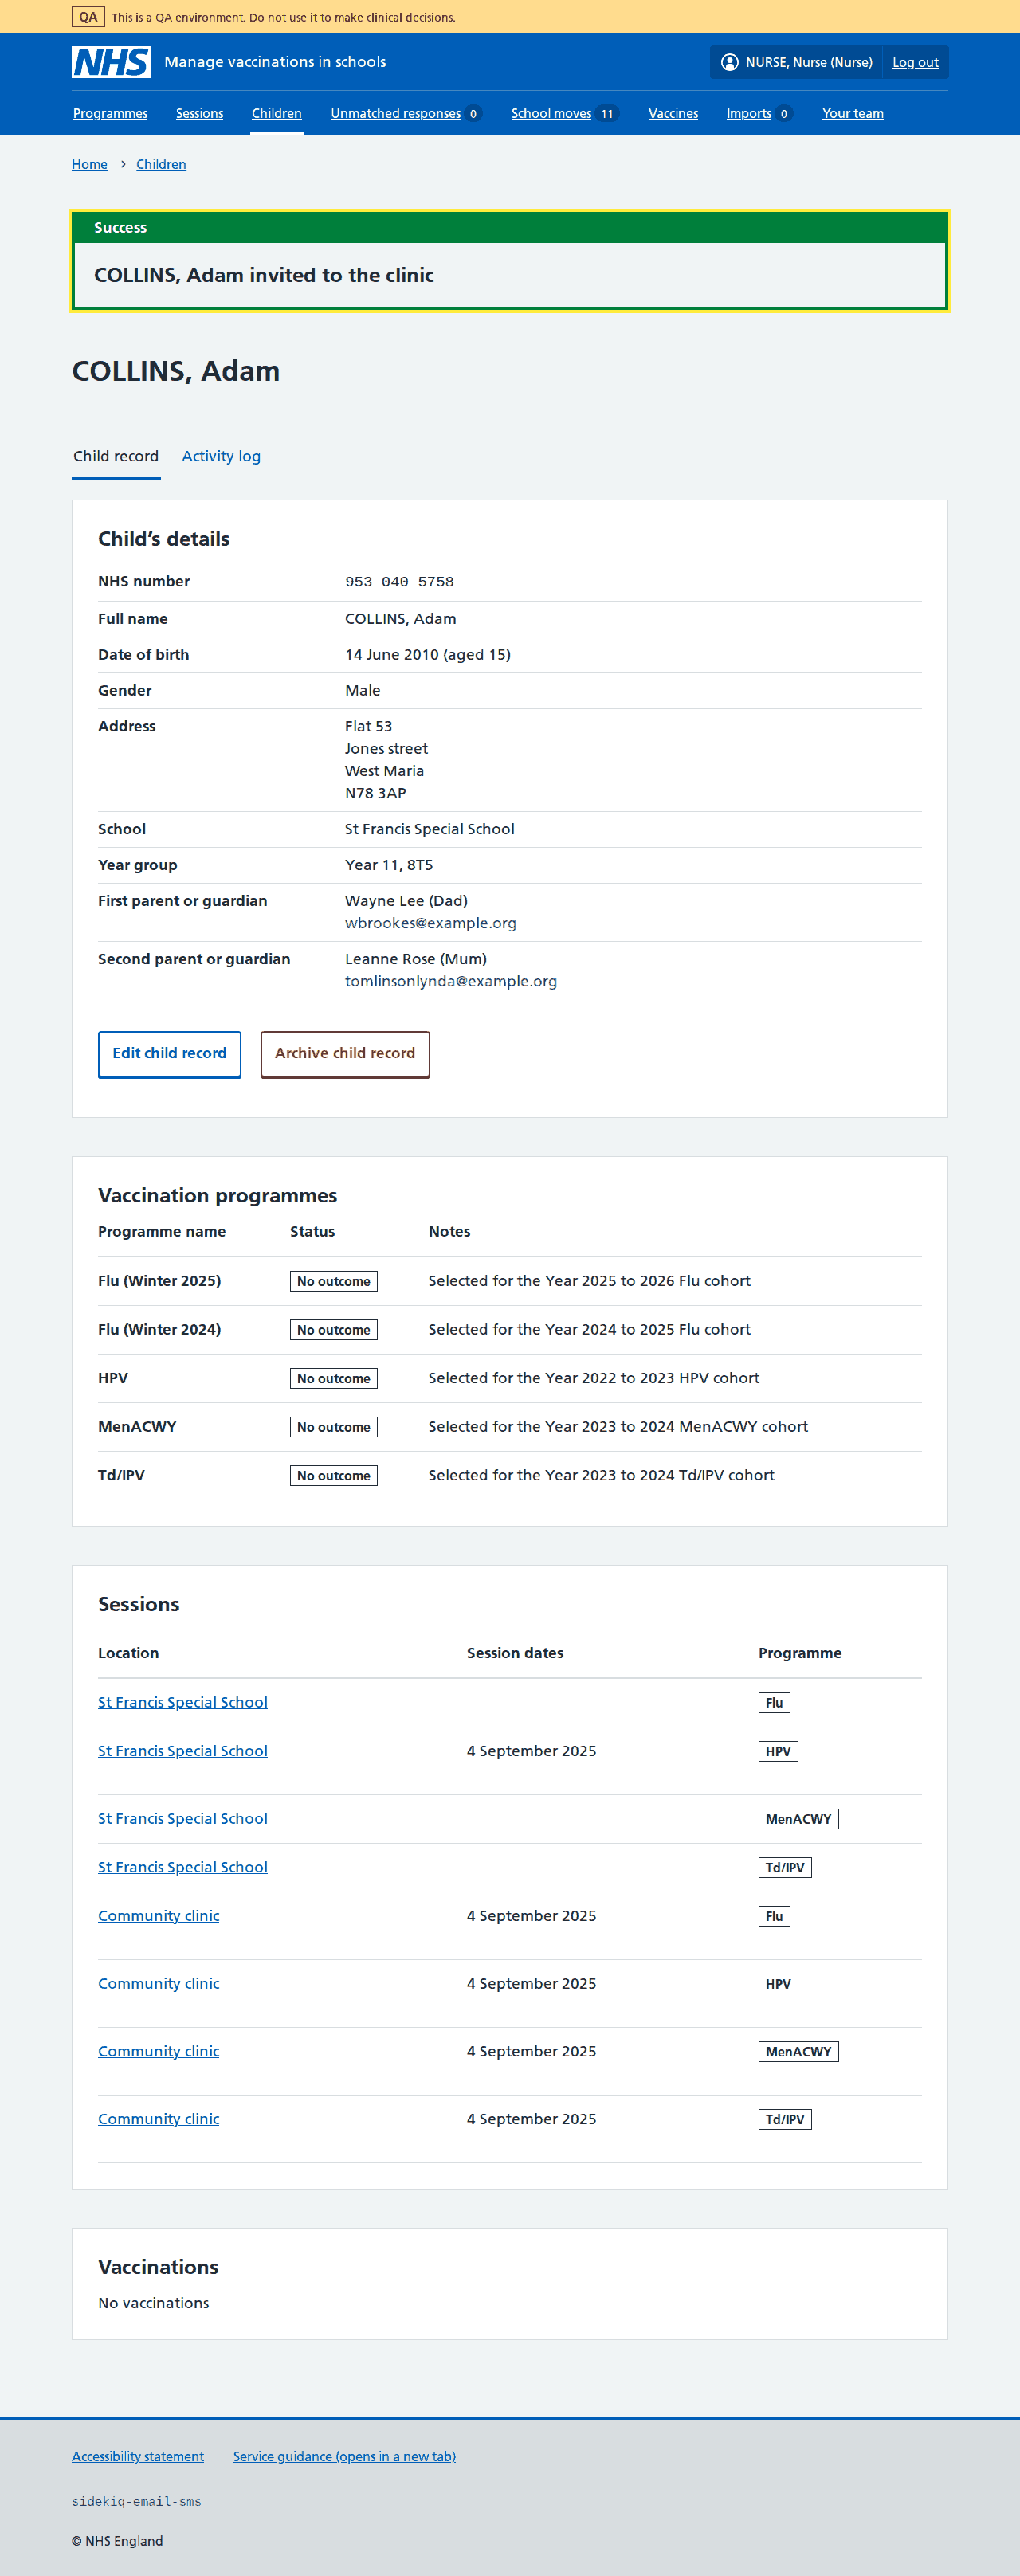 QA This is a QA environment. Do not use it to make clinical decisions.
NHS Manage vaccinations in schools NURSE, Nurse (Nurse) Log out
Programmes Sessions Children Unmatched responses 0 School moves 11 Vaccines Imports 0 Your team
Home › Children
Success
COLLINS, Adam invited to the clinic
COLLINS, Adam
Child record Activity log
Child’s details
NHS number 953 040 5758
Full name COLLINS, Adam
Date of birth 14 June 2010 (aged 15)
Gender Male
Address Flat 53
Jones street
West Maria
N78 3AP
School St Francis Special School
Year group Year 11, 8T5
First parent or guardian Wayne Lee (Dad)
wbrookes@example.org
Second parent or guardian Leanne Rose (Mum)
tomlinsonlynda@example.org
Edit child record Archive child record
Vaccination programmes
Programme name Status Notes
Flu (Winter 2025) No outcome Selected for the Year 2025 to 2026 Flu cohort
Flu (Winter 2024) No outcome Selected for the Year 2024 to 2025 Flu cohort
HPV No outcome Selected for the Year 2022 to 2023 HPV cohort
MenACWY No outcome Selected for the Year 2023 to 2024 MenACWY cohort
Td/IPV No outcome Selected for the Year 2023 to 2024 Td/IPV cohort
Sessions
Location Session dates Programme
St Francis Special School Flu
St Francis Special School 4 September 2025 HPV
St Francis Special School MenACWY
St Francis Special School Td/IPV
Community clinic 4 September 2025 Flu
Community clinic 4 September 2025 HPV
Community clinic 4 September 2025 MenACWY
Community clinic 4 September 2025 Td/IPV
Vaccinations
No vaccinations
Accessibility statement Service guidance (opens in a new tab)
sidekiq-email-sms
© NHS England